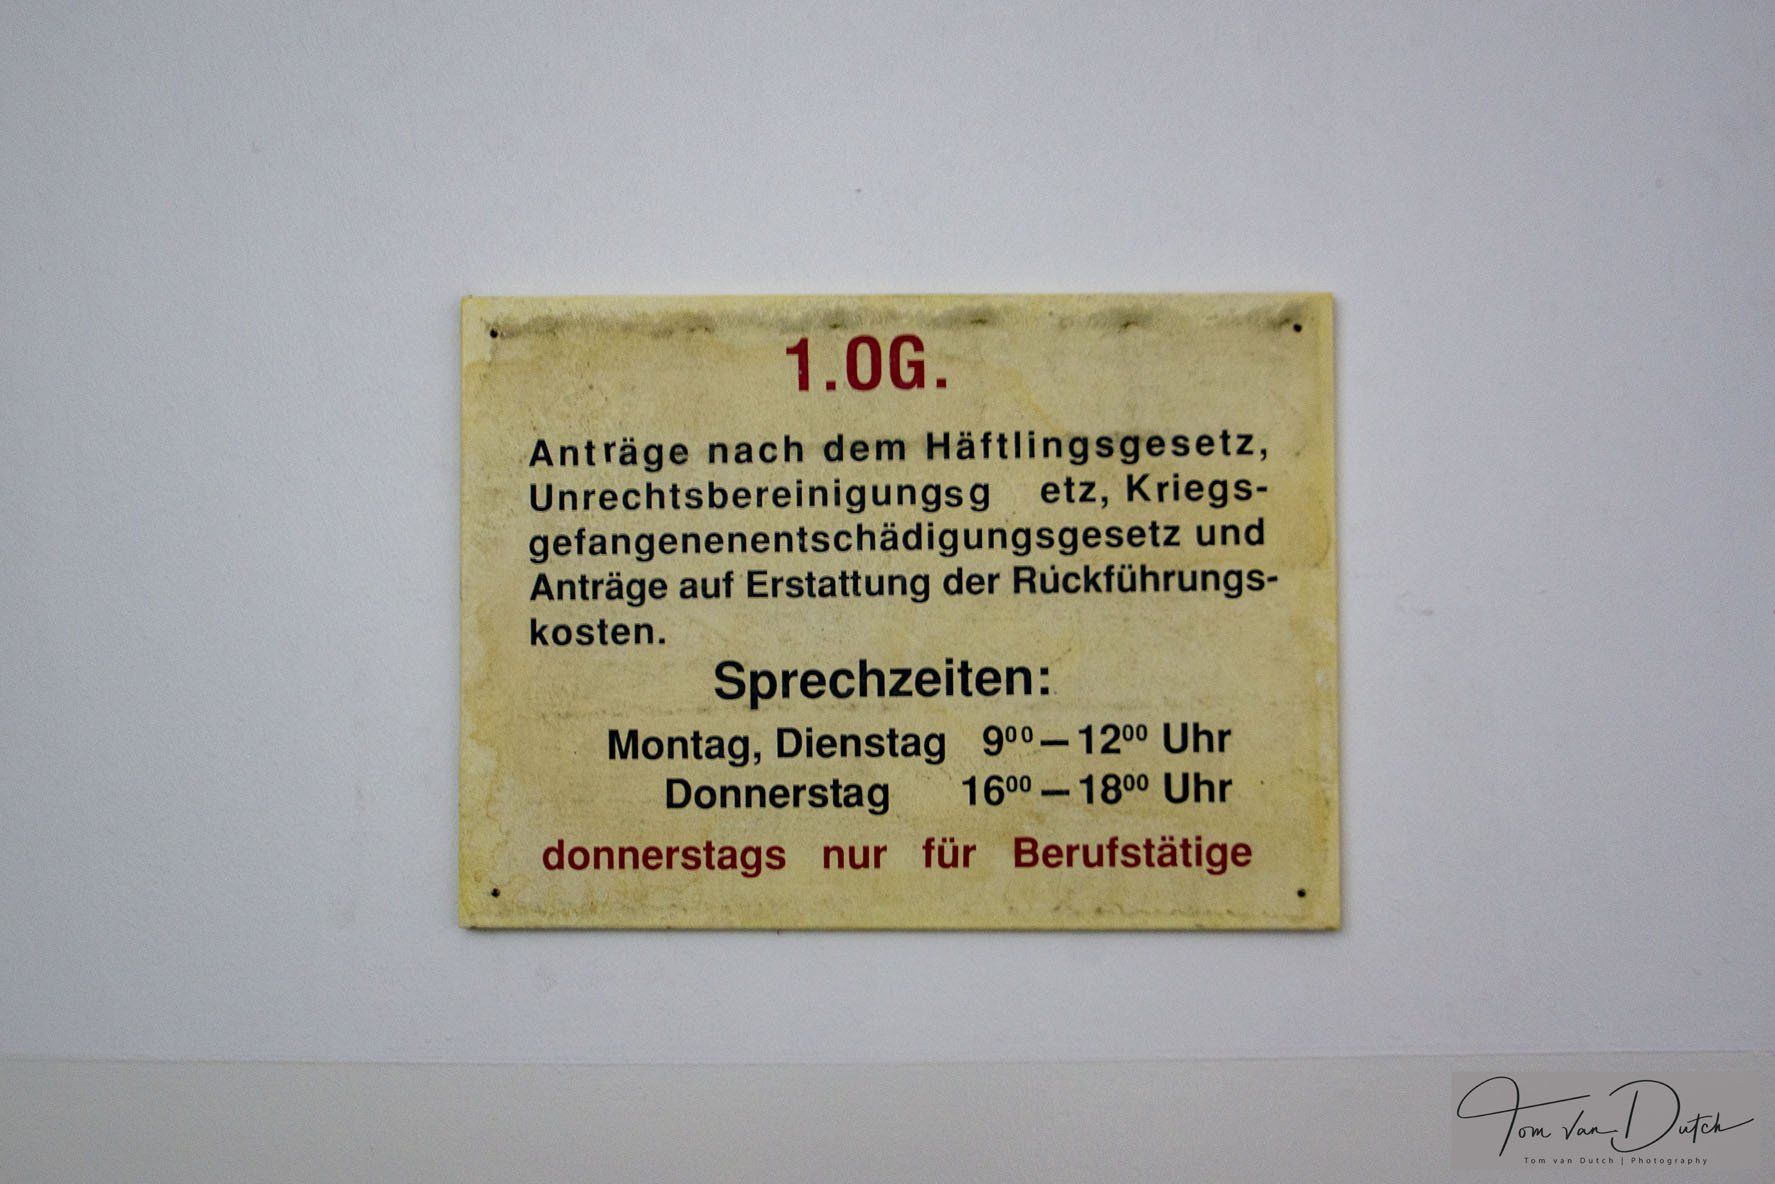 1.OG.
Anträge nach dem Häftlingsgesetz,
Unrechtsbereinigungsg etz, Kriegs-
gefangenenentschädigungsgesetz und
Anträge auf Erstattung der Rückführungs-
kosten.
Sprechzeiten:
Montag, Dienstag 9⁰⁰ – 12⁰⁰ Uhr
Donnerstag 16⁰⁰ – 18⁰⁰ Uhr
donnerstags nur für Berufstätige
Tom van Dutch
Tom van Dutch | Photography